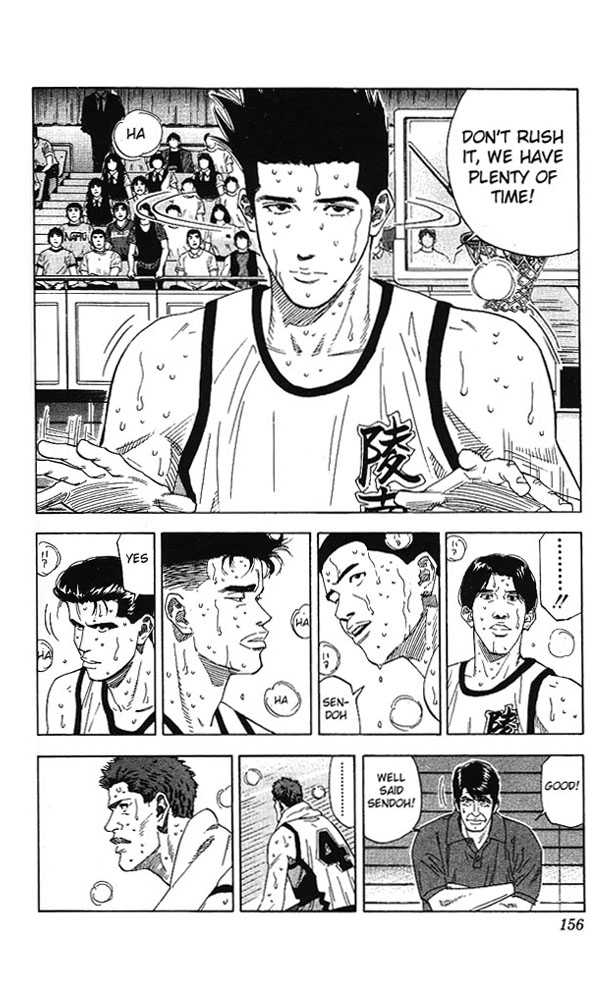 DON'T RUSH
IT, WE HAVE
PLENTY OF
TIME!
HA
陵
.........!!
SEN-
DOH
HA
HA
YES
HA
GOOD!
WELL
SAID
SENDOH!
.........
4
156